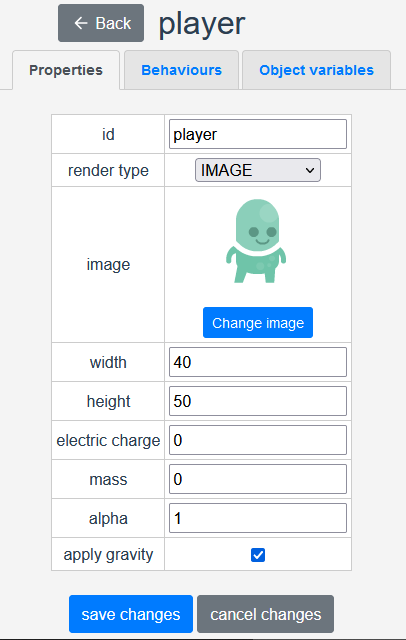 ← Back player
Properties Behaviours Object variables
id player
render type IMAGE
image
Change image
width 40
height 50
electric charge 0
mass 0
alpha 1
apply gravity
save changes cancel changes